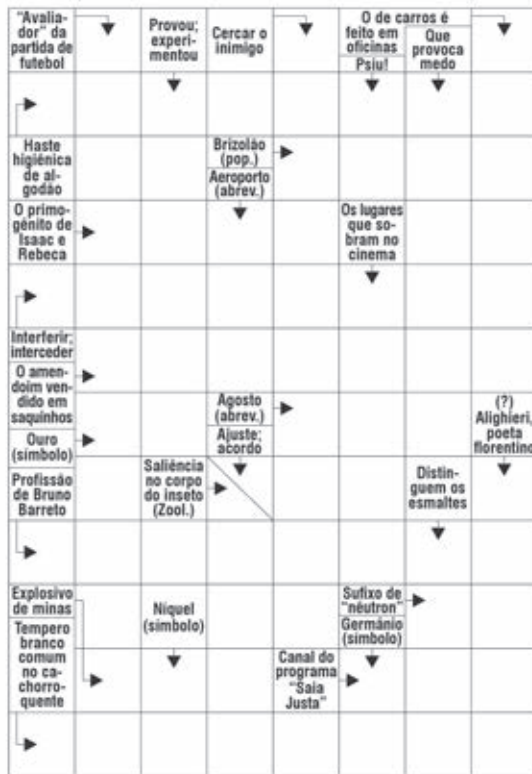 "Avalia-
dor" da
partida de
futebol
Provou;
experi-
mentou
Cercar o
inimigo
O de carros é
feito em
oficinas
Psiu!
Que
provoca
medo
Haste
higiênica
de al-
godão
Brizolão
(pop.)
Aeroporto
(abrev.)
O primo-
gênito de
Isaac e
Rebeca
Os lugares
que so-
bram no
cinema
Interferir;
interceder
O amen-
doim ven-
dido em
saquinhos
Agosto
(abrev.)
Ajuste;
acordo
(?)
Alighieri,
poeta
florentino
Ouro
(símbolo)
Profissão
de Bruno
Barreto
Saliência
no corpo
do inseto
(Zool.)
Distin-
guem os
esmaltes
Explosivo
de minas
Tempero
branco
comum
no ca-
chorro-
quente
Níquel
(símbolo)
Sufixo de
"nêutron"
Germânio
(símbolo)
Canal do
programa
"Saia
Justa"